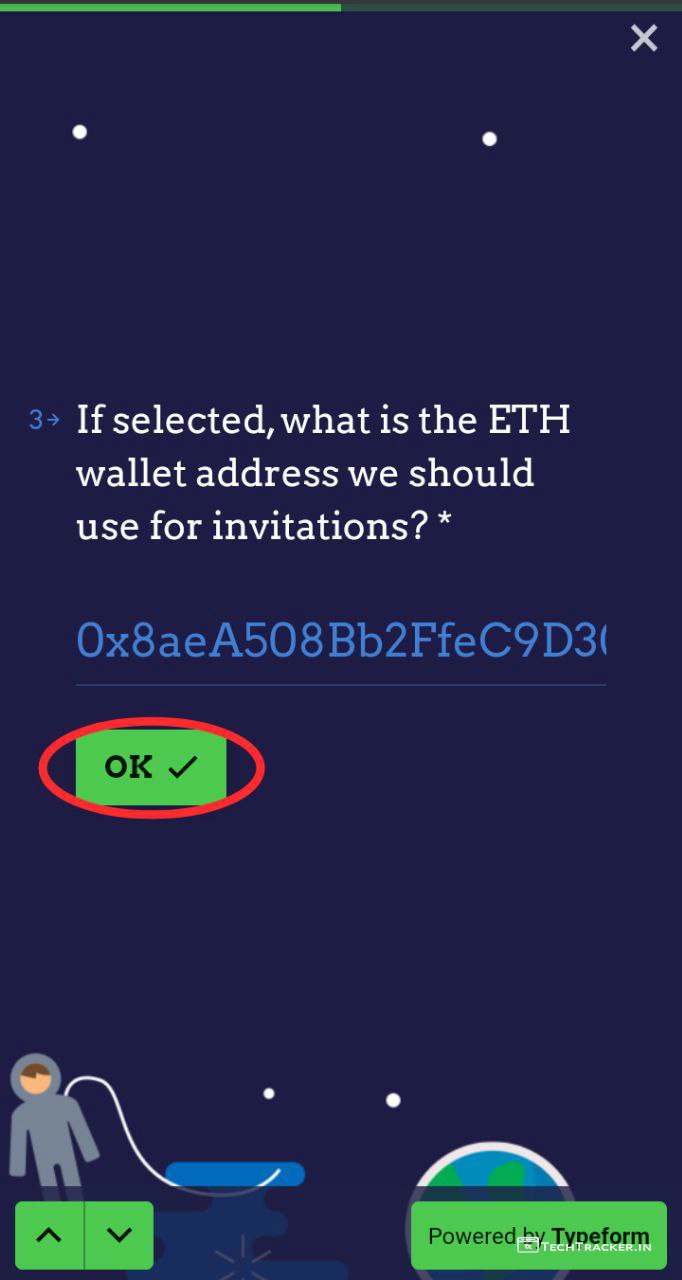 3→ If selected, what is the ETH
wallet address we should
use for invitations? *
0x8aeA508Bb2FfeC9D3
OK
Powered by Typeform
TechTracker.in